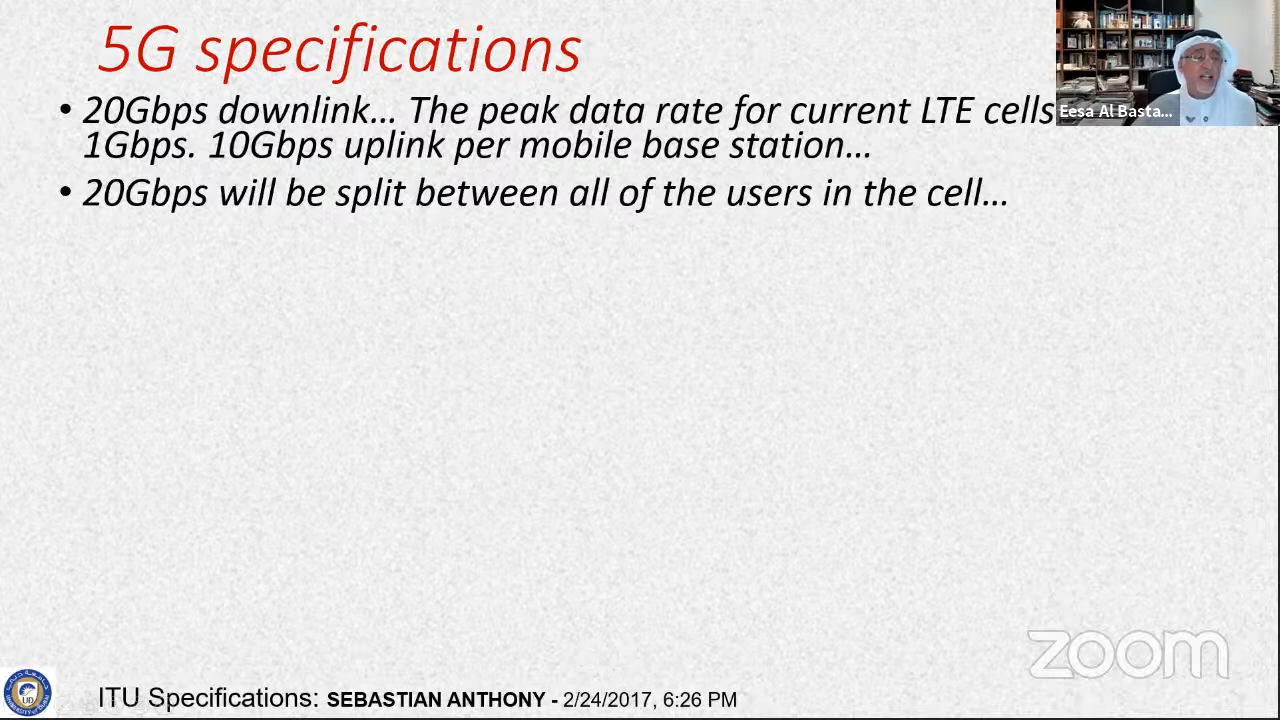 5G specifications
• 20Gbps downlink… The peak data rate for current LTE cells
1Gbps. 10Gbps uplink per mobile base station…
• 20Gbps will be split between all of the users in the cell…
Eesa Al Basta...
zoom
ITU Specifications: SEBASTIAN ANTHONY - 2/24/2017, 6:26 PM